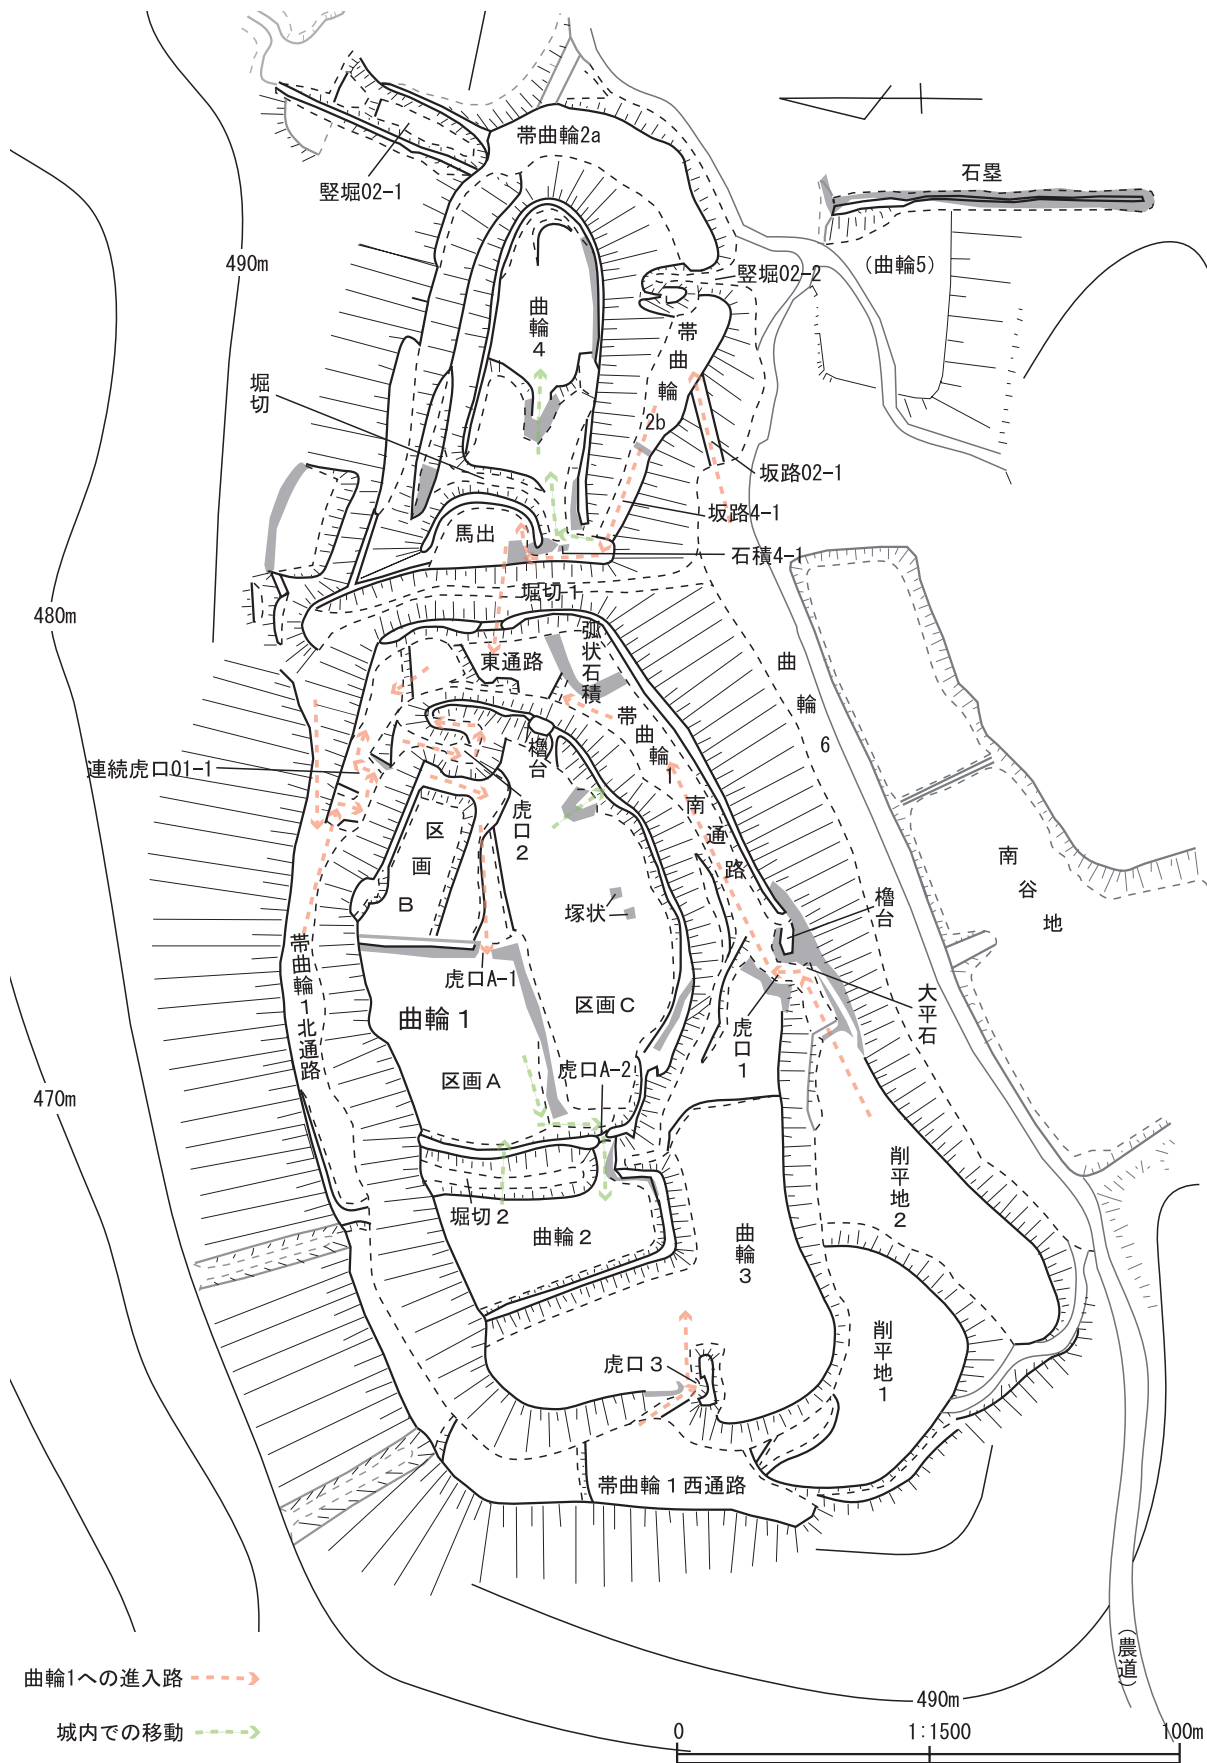 帯曲輪2a
竪堀02-1
石塁
490m
竪堀02-2
(曲輪5)
曲輪4
帯曲輪2b
堀切
坂路02-1
坂路4-1
馬出
石積4-1
堀切1
480m
弧状石積
東通路
曲輪6
帯曲輪1南通路
櫓台
連続虎口01-1
虎口2
区画B
南谷地
塚状
櫓台
帯曲輪1北通路
虎口A-1
区画C
大平石
曲輪1
虎口1
虎口A-2
区画A
470m
削平地2
堀切2
曲輪2
曲輪3
削平地1
虎口3
帯曲輪1西通路
(農道)
曲輪1への進入路
490m
城内での移動
0 1:1500 100m